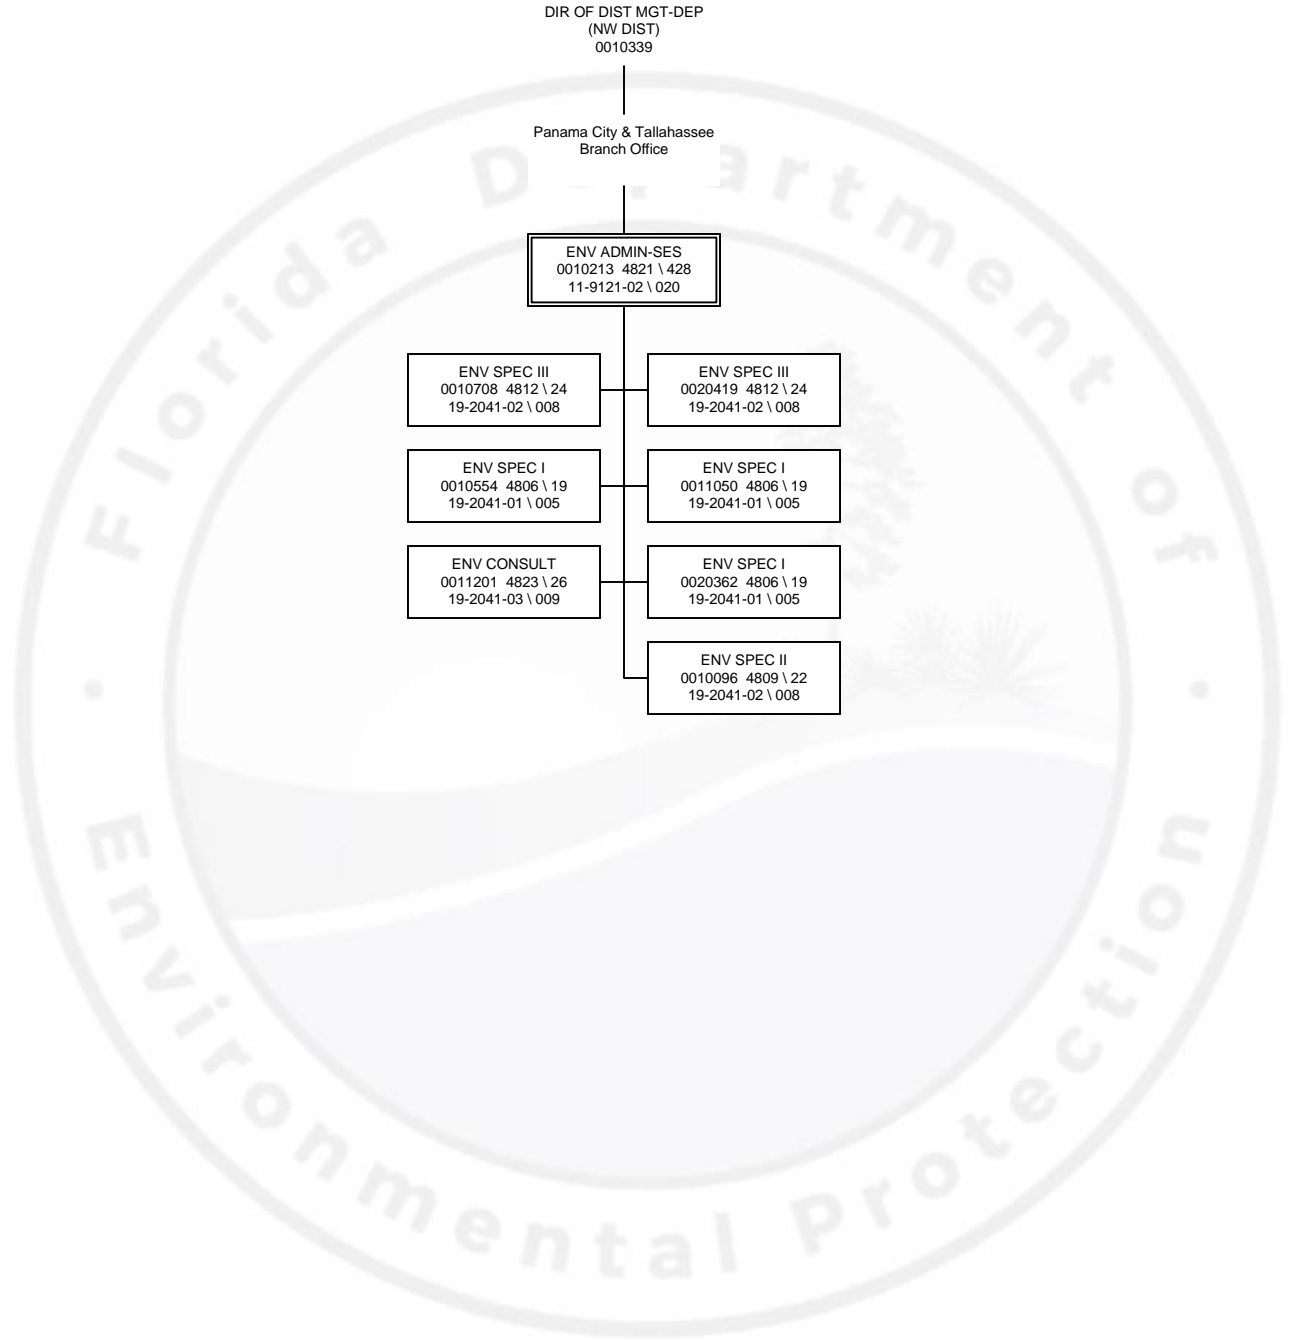 DIR OF DIST MGT-DEP
(NW DIST)
0010339
Panama City & Tallahassee
Branch Office
ENV ADMIN-SES
0010213 4821 \ 428
11-9121-02 \ 020
ENV SPEC III
0010708 4812 \ 24
19-2041-02 \ 008
ENV SPEC III
0020419 4812 \ 24
19-2041-02 \ 008
ENV SPEC I
0010554 4806 \ 19
19-2041-01 \ 005
ENV SPEC I
0011050 4806 \ 19
19-2041-01 \ 005
ENV CONSULT
0011201 4823 \ 26
19-2041-03 \ 009
ENV SPEC I
0020362 4806 \ 19
19-2041-01 \ 005
ENV SPEC II
0010096 4809 \ 22
19-2041-02 \ 008
Florida Department of
Environmental Protection